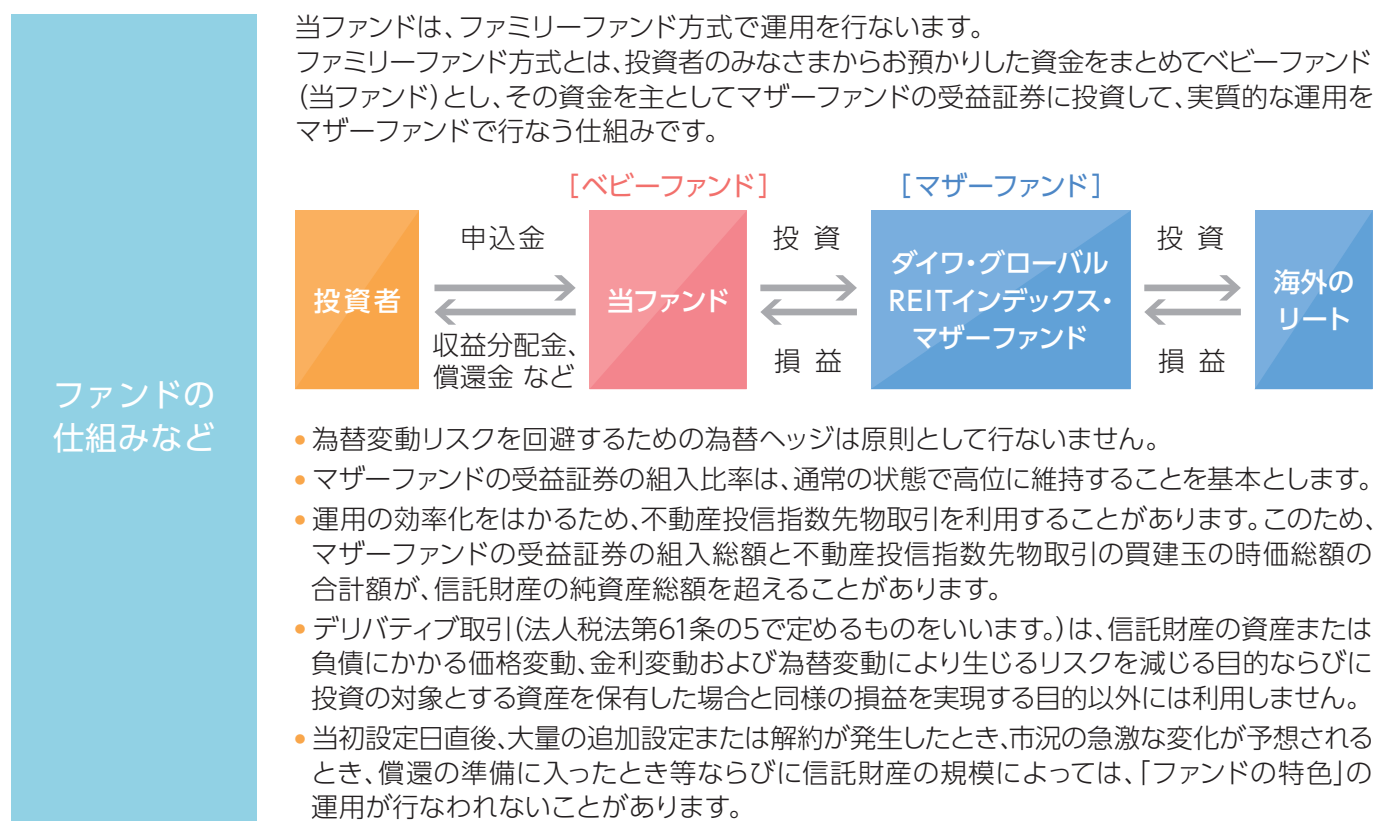 ファンドの
仕組みなど
当ファンドは、ファミリーファンド方式で運用を行ないます。
ファミリーファンド方式とは、投資者のみなさまからお預かりした資金をまとめてベビーファンド
(当ファンド)とし、その資金を主としてマザーファンドの受益証券に投資して、実質的な運用を
マザーファンドで行なう仕組みです。
[ベビーファンド]
[マザーファンド]
投資者
申込金
収益分配金、
償還金 など
当ファンド
投 資
損 益
ダイワ・グローバル
REITインデックス・
マザーファンド
投 資
損 益
海外の
リート
●為替変動リスクを回避するための為替ヘッジは原則として行ないません。
●マザーファンドの受益証券の組入比率は、通常の状態で高位に維持することを基本とします。
●運用の効率化をはかるため、不動産投信指数先物取引を利用することがあります。このため、
マザーファンドの受益証券の組入総額と不動産投信指数先物取引の買建玉の時価総額の
合計額が、信託財産の純資産総額を超えることがあります。
●デリバティブ取引(法人税法第61条の5で定めるものをいいます。)は、信託財産の資産または
負債にかかる価格変動、金利変動および為替変動により生じるリスクを減じる目的ならびに
投資の対象とする資産を保有した場合と同様の損益を実現する目的以外には利用しません。
●当初設定日直後、大量の追加設定または解約が発生したとき、市況の急激な変化が予想される
とき、償還の準備に入ったとき等ならびに信託財産の規模によっては、「ファンドの特色」の
運用が行なわれないことがあります。